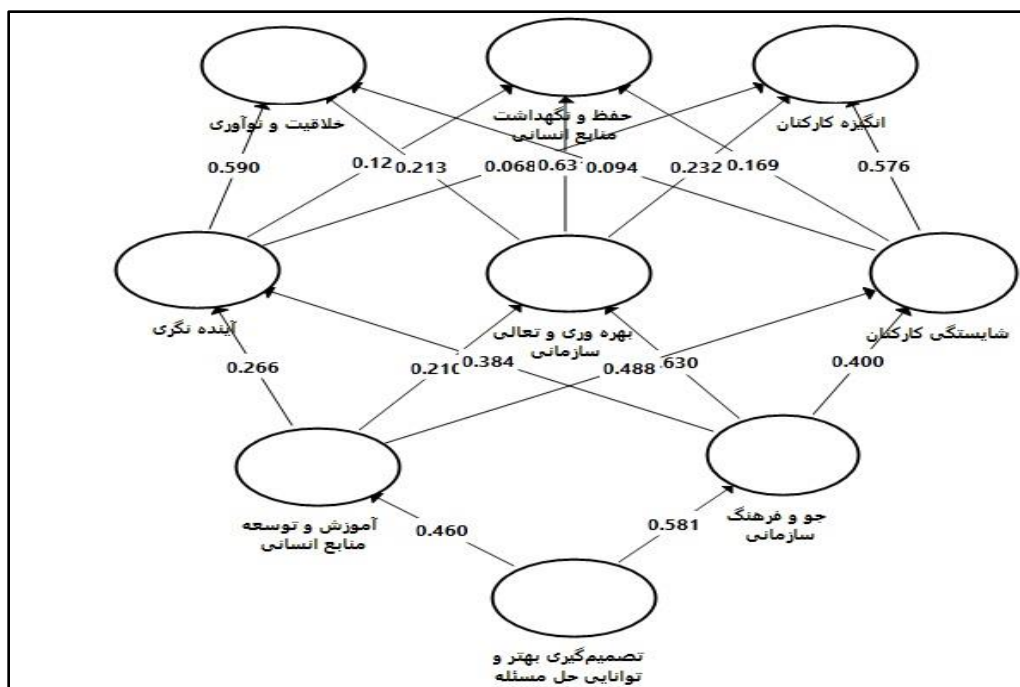 خلاقیت و نوآوری
حفظ و نگهداشت
منابع انسانی
انگیزه کارکنان
0.590
0.12
0.213
0.068
0.63
0.094
0.232
0.169
0.576
آینده نگری
بهره وری و تعالی
سازمانی
شایستگی کارکنان
0.266
0.210
0.384
0.488
.630
0.400
آموزش و توسعه
منابع انسانی
جو و فرهنگ
سازمانی
0.460
0.581
تصمیم‌گیری بهتر و
توانایی حل مسئله